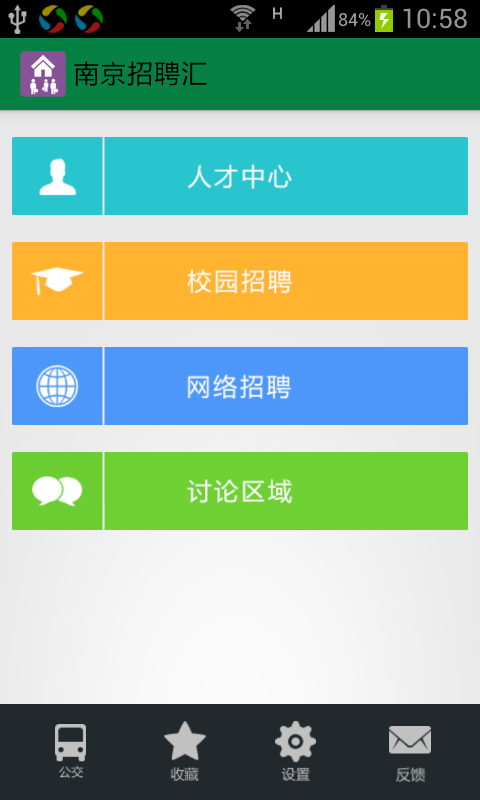 H 84% 10:58
南京招聘汇
人才中心
校园招聘
网络招聘
讨论区域
公交 收藏 设置 反馈